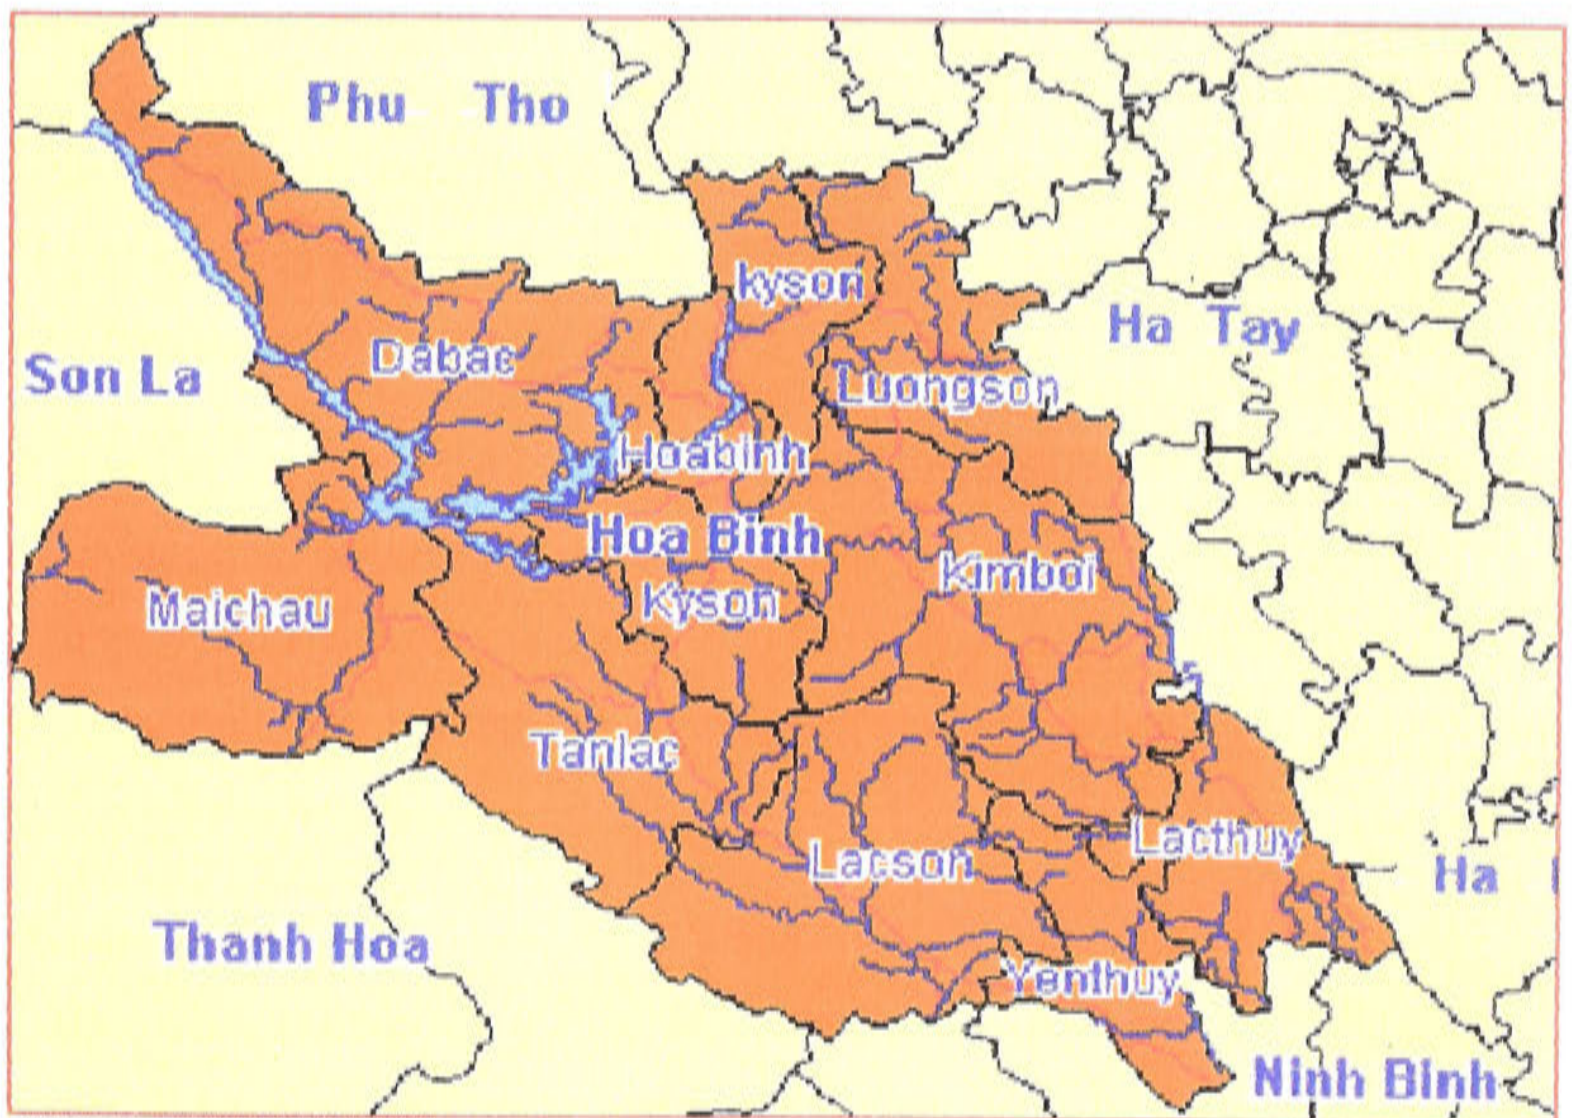 Phu Tho
kyson
Ha Tay
Dabac
Son La
Luongson
Hoabinh
Hoa Binh
Kimboi
Kyson
Maichau
Tanlac
Lacthuy
Lacson
Ha
Thanh Hoa
Yenthuy
Ninh Binh